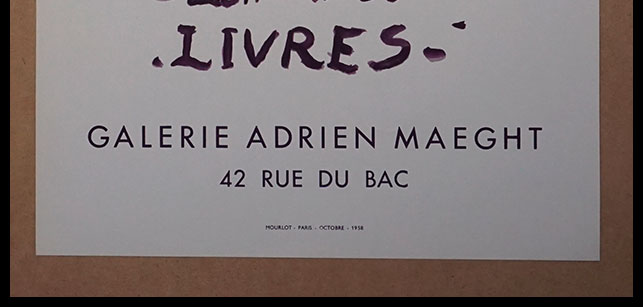 .LIVRES-
GALERIE ADRIEN MAEGHT
42 RUE DU BAC
MOURLOT - PARIS - OCTOBRE - 1958